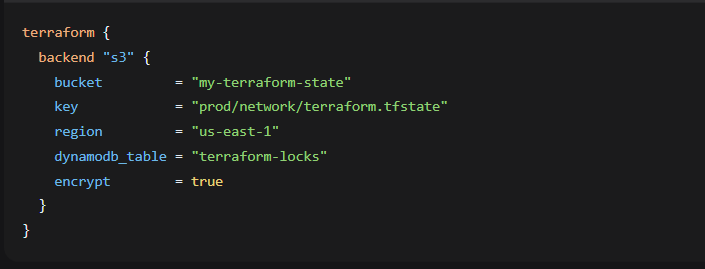 terraform {
  backend "s3" {
    bucket         = "my-terraform-state"
    key            = "prod/network/terraform.tfstate"
    region         = "us-east-1"
    dynamodb_table = "terraform-locks"
    encrypt        = true
  }
}